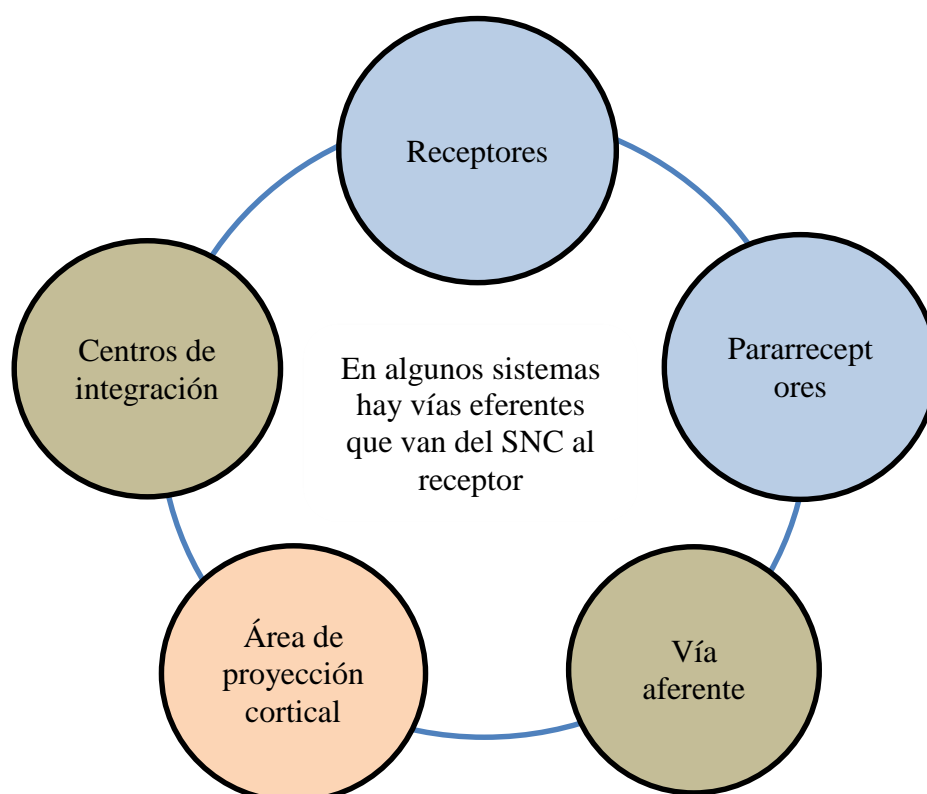 Receptores
Pararrecept
ores
Centros de
integración
En algunos sistemas
hay vías eferentes
que van del SNC al
receptor
Vía
aferente
Área de
proyección
cortical